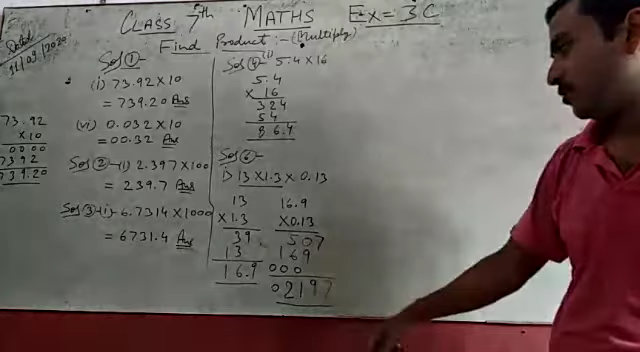 CLASS 7th MATHS Ex = 3C
Dated
11/03/2020
Find Product :- (Multiply)
Sol ① -
(i) 73.92 × 10
= 739.20 Ans
73.92
× 10
0000
7392
739.20
(vi) 0.032 × 10
= 00.32 Ans
Sol ② - (i) 2.397 × 100
= 239.7 Ans
Sol ③ - (i) - 6.7314 × 1000
= 6731.4 Ans
Sol ④ (i) 5.4 × 16
5.4
× 16
324
54
86.4
Sol ⑥ -
i) 13 × 1.3 × 0.13
13
× 1.3
39
13
16.9
16.9
× 0.13
507
169
000
02197